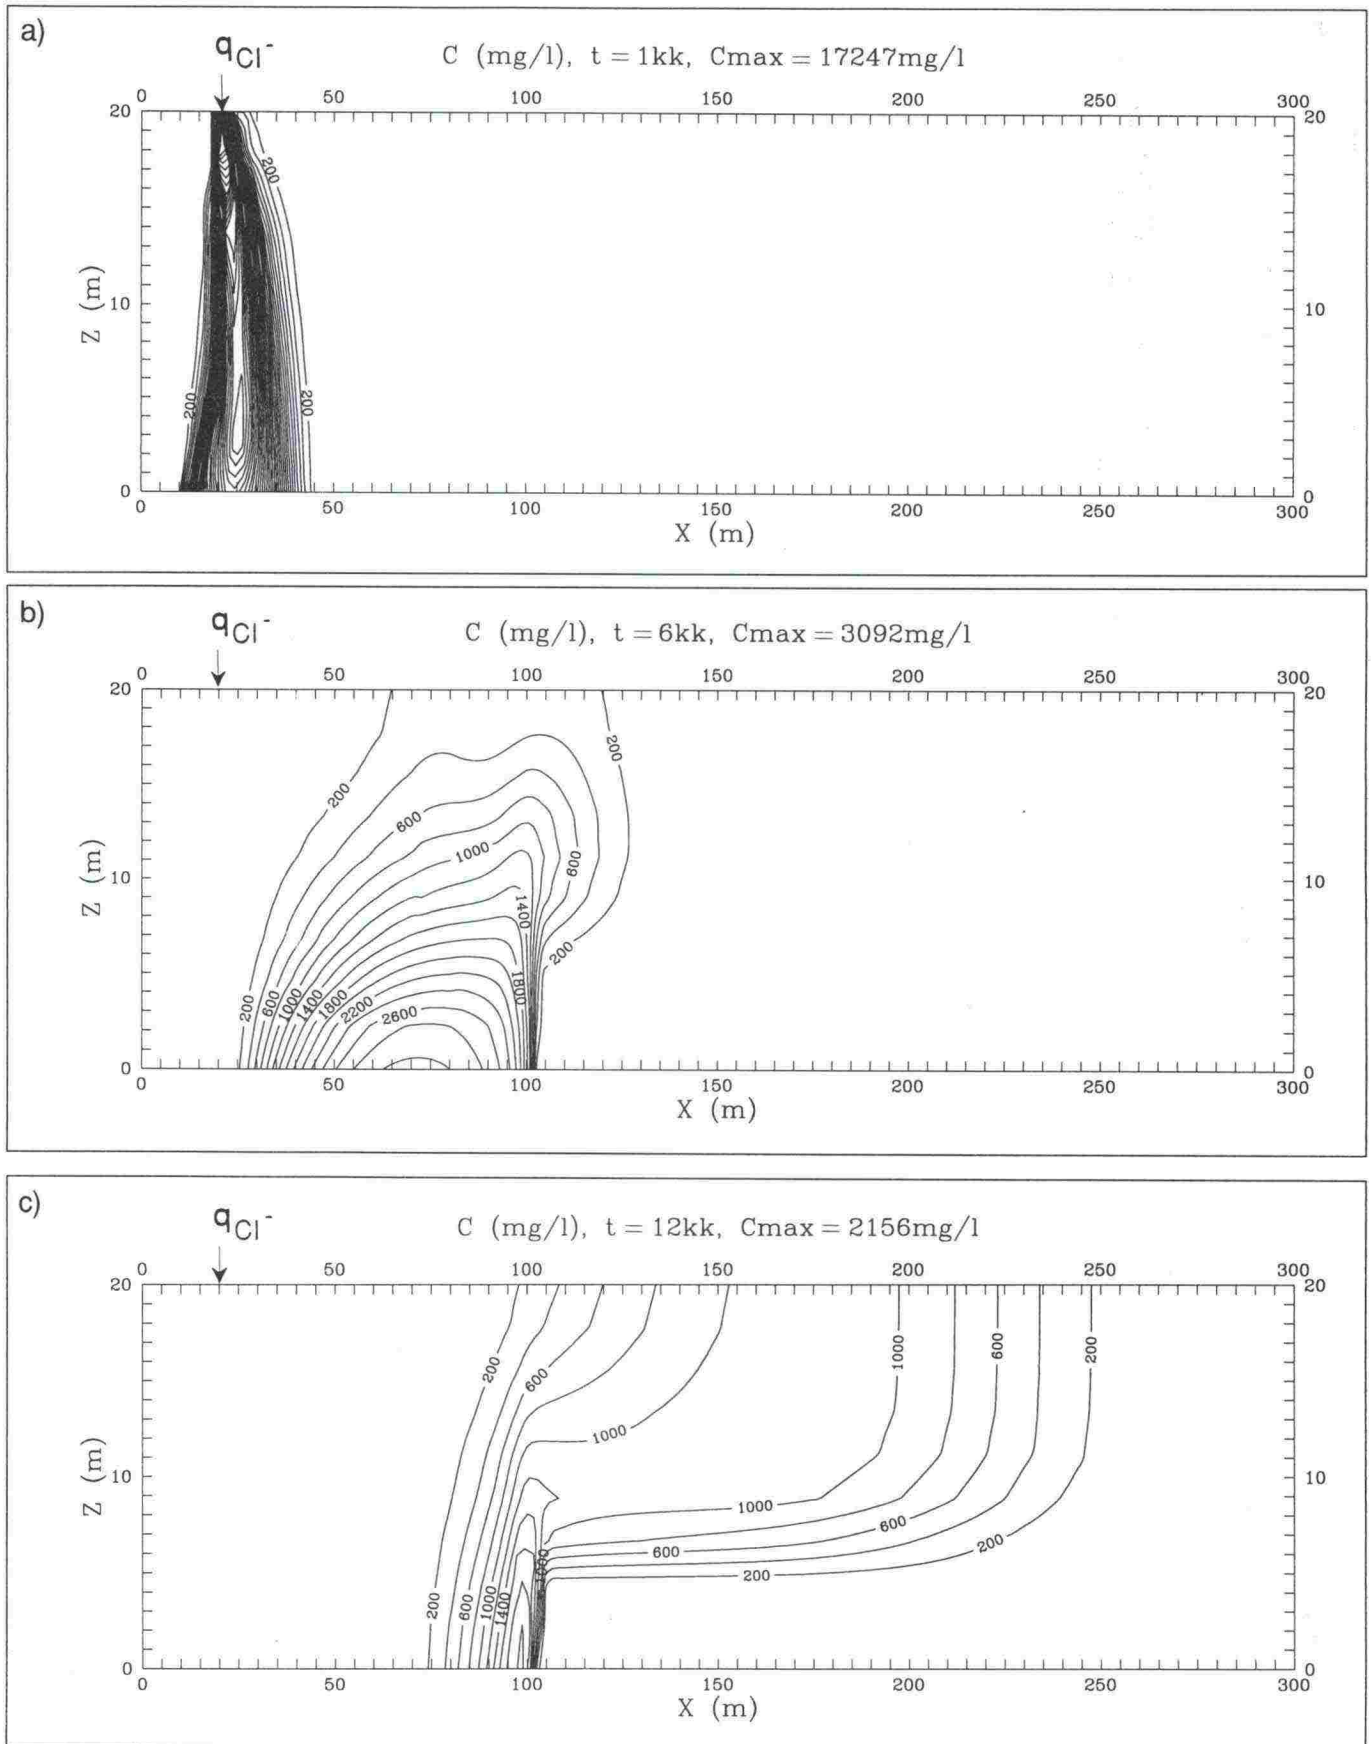 a)
qCl-
C (mg/l), t = 1kk, Cmax = 17247mg/l
0 50 100 150 200 250 300
20 20
200
Z (m)
10 10
200 200
0 0
0 50 100 150 200 250 300
X (m)
b)
qCl-
C (mg/l), t = 6kk, Cmax = 3092mg/l
0 50 100 150 200 250 300
20 20
200
200
600
1000
600
Z (m)
10 10
1400
200
1800
200 600 1000 1400 1800 2200 2600
0 0
0 50 100 150 200 250 300
X (m)
c)
qCl-
C (mg/l), t = 12kk, Cmax = 2156mg/l
0 50 100 150 200 250 300
20 20
200 600 1000 600 200
1000
Z (m)
10 10
1000
600
600 200
1000 200
200 600 1000 1400
0 0
0 50 100 150 200 250 300
X (m)